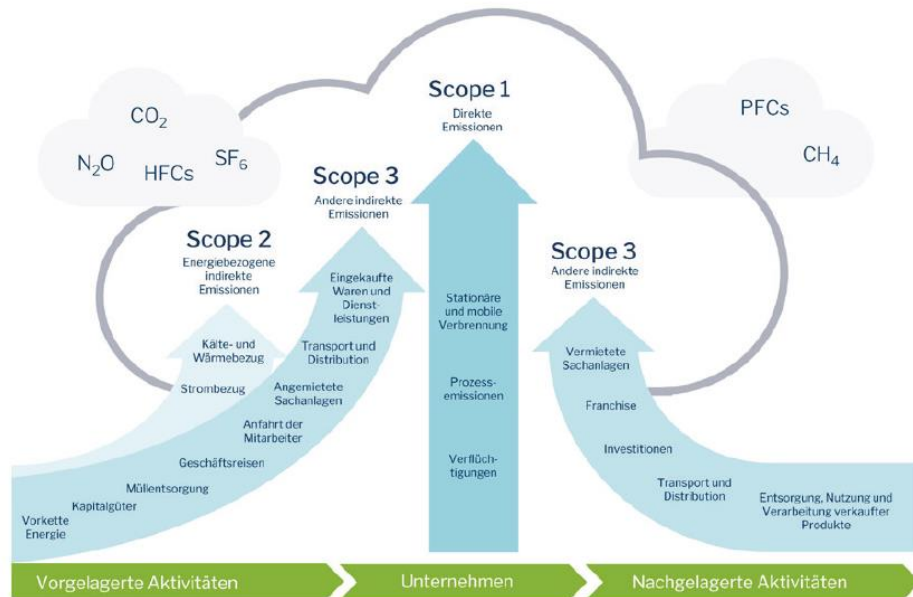 Scope 1
Direkte
Emissionen
CO₂
N₂O
HFCs
SF₆
PFCs
CH₄
Scope 3
Andere indirekte
Emissionen
Scope 2
Energiebezogene
indirekte
Emissionen
Scope 3
Andere indirekte
Emissionen
Kälte- und
Wärmebezug
Strombezug
Eingekaufte
Waren und
Dienst-
leistungen
Transport und
Distribution
Angemietete
Sachanlagen
Anfahrt der
Mitarbeiter
Geschäftsreisen
Müllentsorgung
Kapitalgüter
Vorkette
Energie
Stationäre
und mobile
Verbrennung
Prozess-
emissionen
Verflüch-
tigungen
Vermietete
Sachanlagen
Franchise
Investitionen
Transport und
Distribution
Entsorgung, Nutzung und
Verarbeitung verkaufter
Produkte
Vorgelagerte Aktivitäten
Unternehmen
Nachgelagerte Aktivitäten